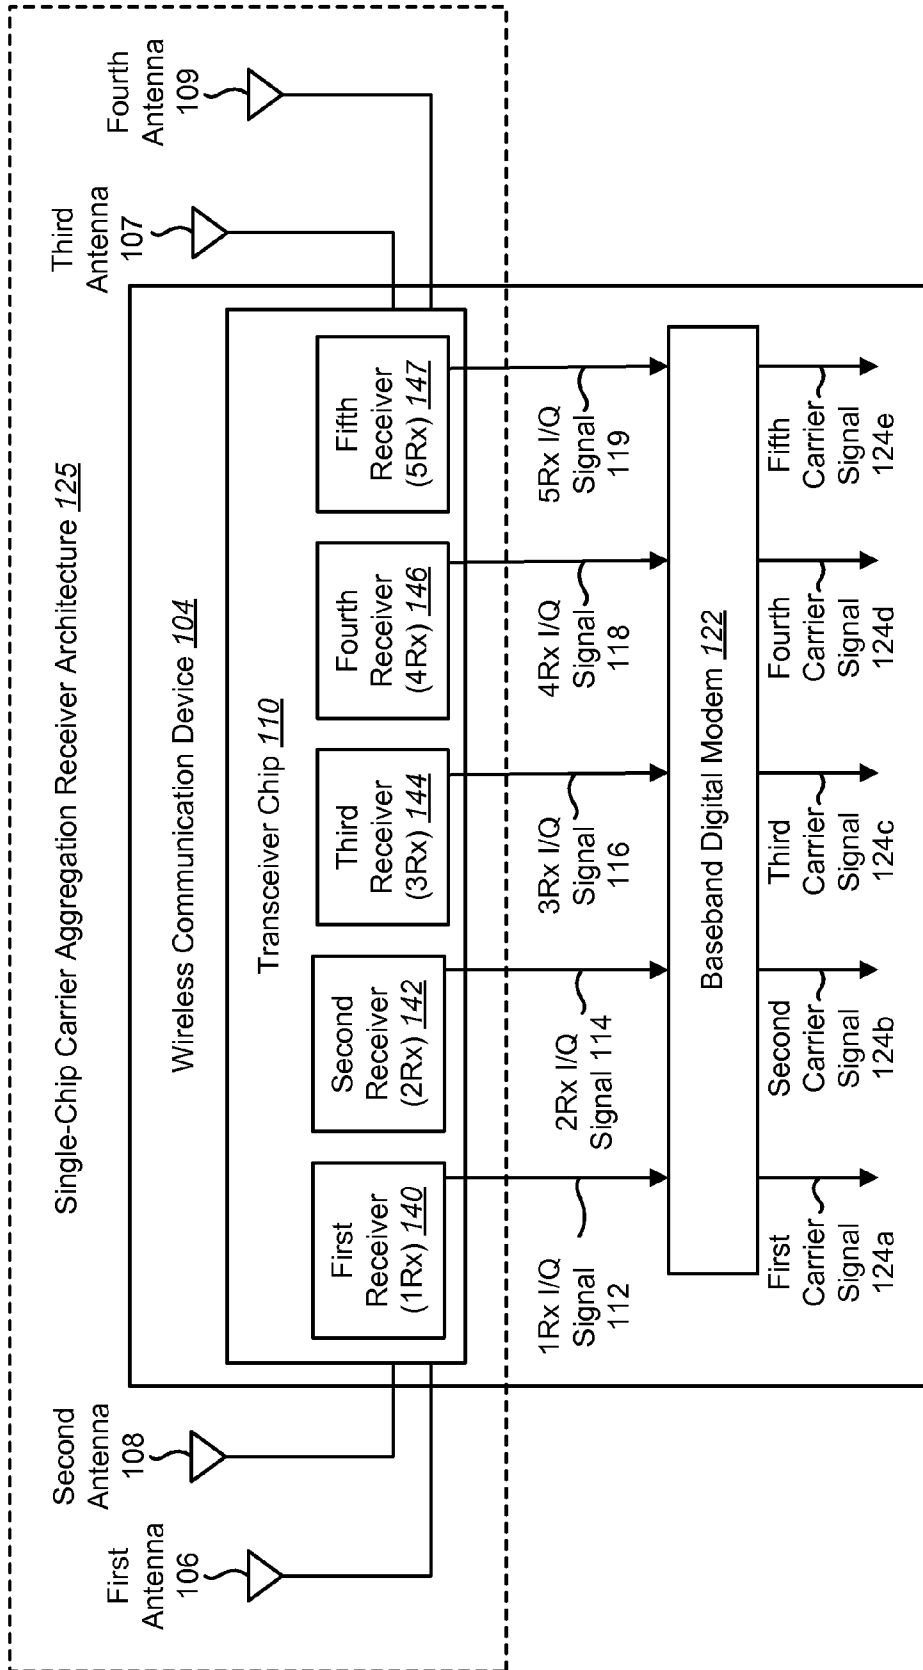 Single-Chip Carrier Aggregation Receiver Architecture 125
First
Antenna
106
Second
Antenna
108
Third
Antenna
107
Fourth
Antenna
109
Wireless Communication Device 104
Transceiver Chip 110
First
Receiver
(1Rx) 140
Second
Receiver
(2Rx) 142
Third
Receiver
(3Rx) 144
Fourth
Receiver
(4Rx) 146
Fifth
Receiver
(5Rx) 147
1Rx I/Q
Signal
112
2Rx I/Q
Signal 114
3Rx I/Q
Signal
116
4Rx I/Q
Signal
118
5Rx I/Q
Signal
119
Baseband Digital Modem 122
First
Carrier
Signal
124a
Second
Carrier
Signal
124b
Third
Carrier
Signal
124c
Fourth
Carrier
Signal
124d
Fifth
Carrier
Signal
124e